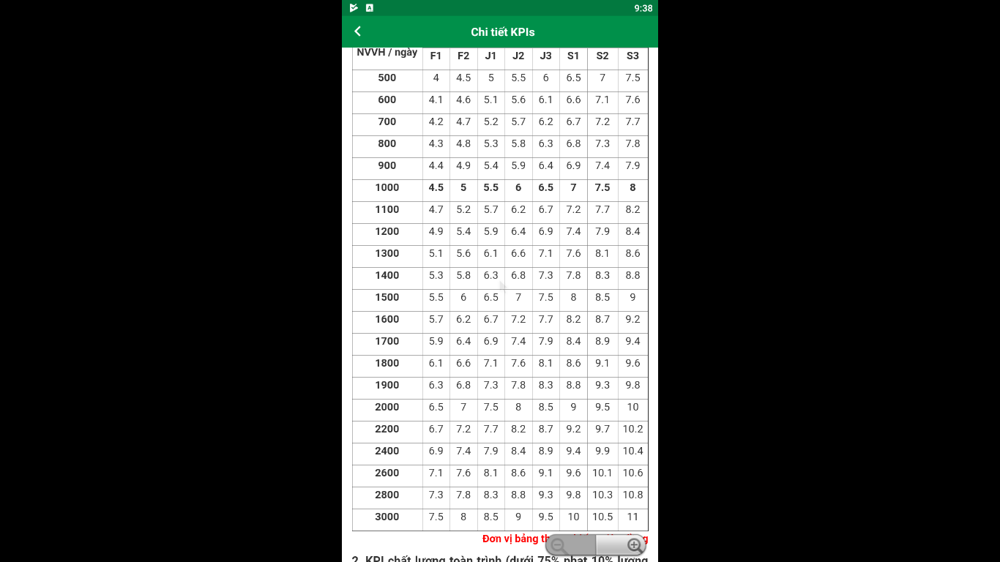 A 9:38
Chi tiết KPIs
NVVH / ngày F1 F2 J1 J2 J3 S1 S2 S3
500 4 4.5 5 5.5 6 6.5 7 7.5
600 4.1 4.6 5.1 5.6 6.1 6.6 7.1 7.6
700 4.2 4.7 5.2 5.7 6.2 6.7 7.2 7.7
800 4.3 4.8 5.3 5.8 6.3 6.8 7.3 7.8
900 4.4 4.9 5.4 5.9 6.4 6.9 7.4 7.9
1000 4.5 5 5.5 6 6.5 7 7.5 8
1100 4.7 5.2 5.7 6.2 6.7 7.2 7.7 8.2
1200 4.9 5.4 5.9 6.4 6.9 7.4 7.9 8.4
1300 5.1 5.6 6.1 6.6 7.1 7.6 8.1 8.6
1400 5.3 5.8 6.3 6.8 7.3 7.8 8.3 8.8
1500 5.5 6 6.5 7 7.5 8 8.5 9
1600 5.7 6.2 6.7 7.2 7.7 8.2 8.7 9.2
1700 5.9 6.4 6.9 7.4 7.9 8.4 8.9 9.4
1800 6.1 6.6 7.1 7.6 8.1 8.6 9.1 9.6
1900 6.3 6.8 7.3 7.8 8.3 8.8 9.3 9.8
2000 6.5 7 7.5 8 8.5 9 9.5 10
2200 6.7 7.2 7.7 8.2 8.7 9.2 9.7 10.2
2400 6.9 7.4 7.9 8.4 8.9 9.4 9.9 10.4
2600 7.1 7.6 8.1 8.6 9.1 9.6 10.1 10.6
2800 7.3 7.8 8.3 8.8 9.3 9.8 10.3 10.8
3000 7.5 8 8.5 9 9.5 10 10.5 11
Đơn vị bảng
2. KPI chất lượng toàn trình (dưới 75% phạt 10% lương